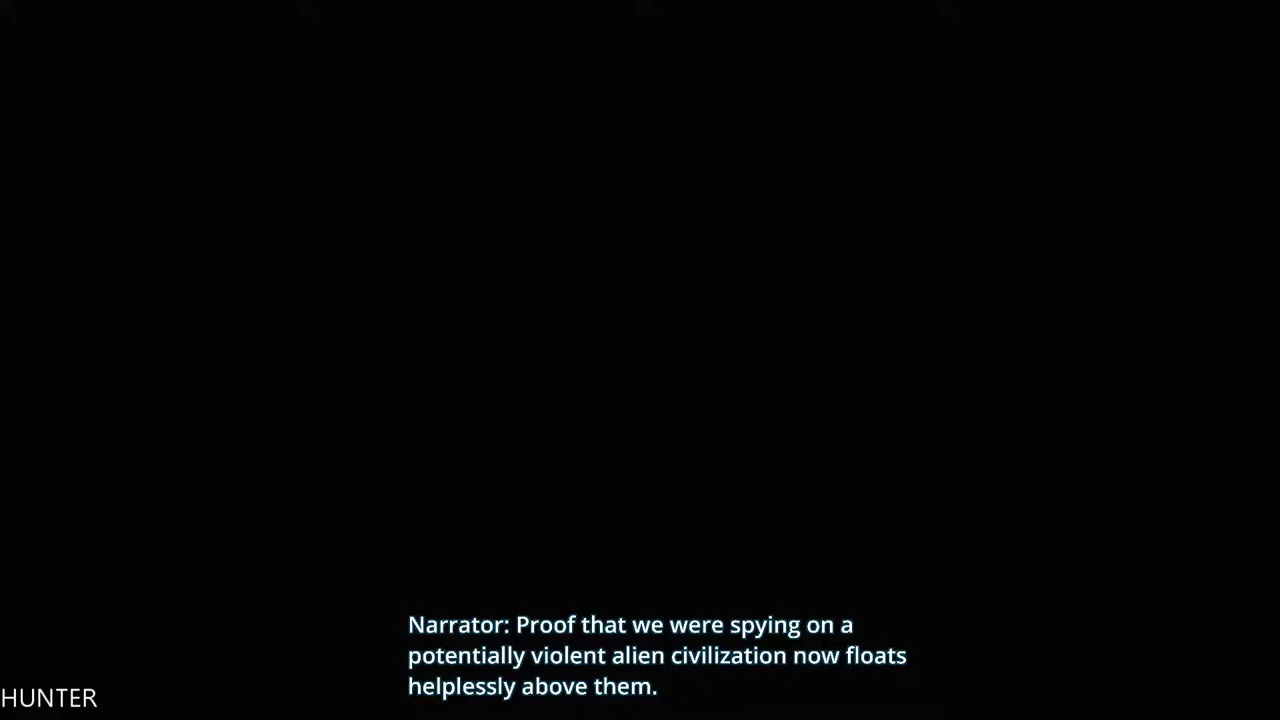 Narrator: Proof that we were spying on a
potentially violent alien civilization now floats
helplessly above them.
HUNTER